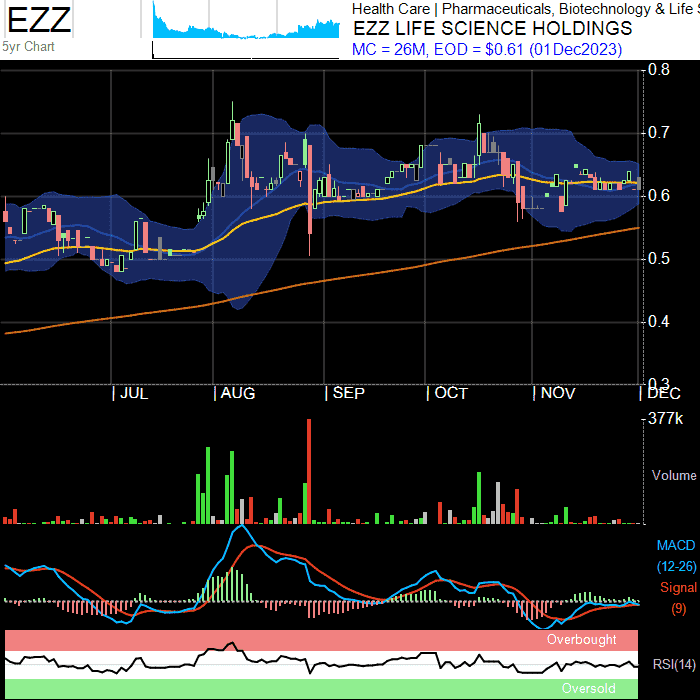 EZZ
5yr Chart
Health Care | Pharmaceuticals, Biotechnology & Life S
EZZ LIFE SCIENCE HOLDINGS
MC = 26M, EOD = $0.61 (01Dec2023)
0.8
0.7
0.6
0.5
0.4
0.3
JUL AUG SEP OCT NOV DEC
377k
Volume
MACD
(12-26)
Signal
(9)
Overbought
RSI(14)
Oversold